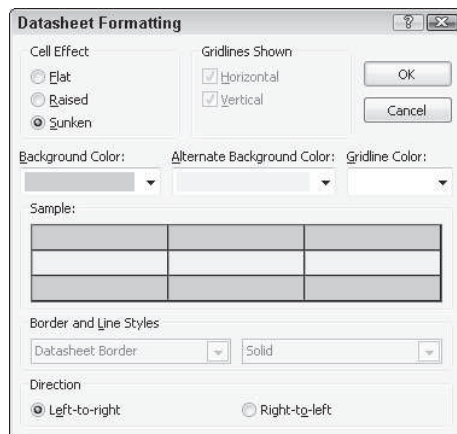 Datasheet Formatting
Cell Effect
Flat
Raised
Sunken
Gridlines Shown
Horizontal
Vertical
OK
Cancel
Background Color:
Alternate Background Color:
Gridline Color:
Sample:
Border and Line Styles
Datasheet Border
Solid
Direction
Left-to-right
Right-to-left